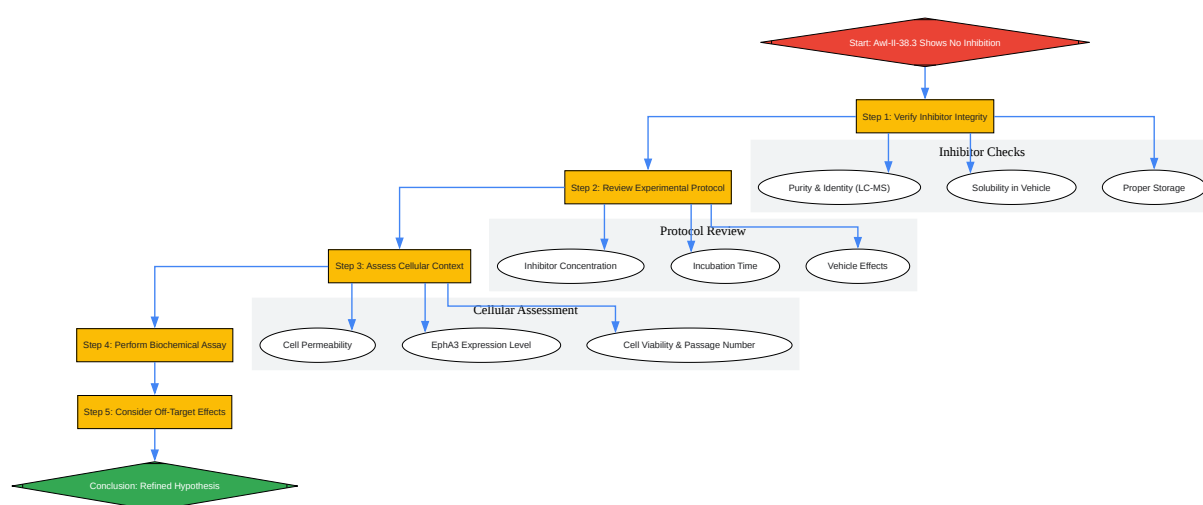 Start: Awl-II-38.3 Shows No Inhibition
Step 1: Verify Inhibitor Integrity
Inhibitor Checks
Purity & Identity (LC-MS)
Solubility in Vehicle
Proper Storage
Step 2: Review Experimental Protocol
Protocol Review
Inhibitor Concentration
Incubation Time
Vehicle Effects
Step 3: Assess Cellular Context
Cellular Assessment
Cell Permeability
EphA3 Expression Level
Cell Viability & Passage Number
Step 4: Perform Biochemical Assay
Step 5: Consider Off-Target Effects
Conclusion: Refined Hypothesis